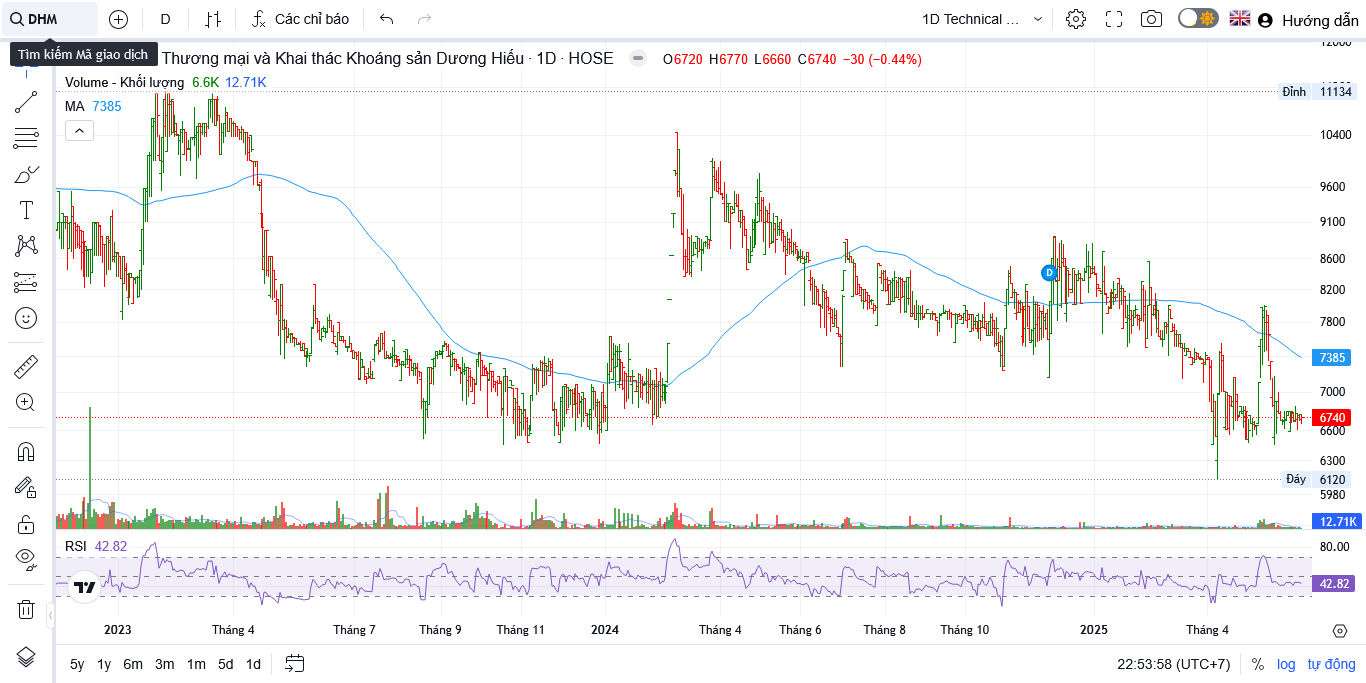 DHM
D
Các chỉ báo
1D Technical ...
Hướng dẫn
Tìm kiếm Mã giao dịch
Thương mại và Khai thác Khoáng sản Dương Hiếu · 1D · HOSE
O6720 H6770 L6660 C6740 −30 (−0.44%)
Volume - Khối lượng 6.6K 12.71K
MA 7385
Đỉnh 11134
10400
9600
9100
8600
8200
7800
7385
7000
6740
6600
6300
Đáy 6120
5980
12.71K
RSI 42.82
80.00
42.82
D
2023 Tháng 4 Tháng 7 Tháng 9 Tháng 11 2024 Tháng 4 Tháng 6 Tháng 8 Tháng 10 2025 Tháng 4
5y 1y 6m 3m 1m 5d 1d
22:53:58 (UTC+7) % log tự động